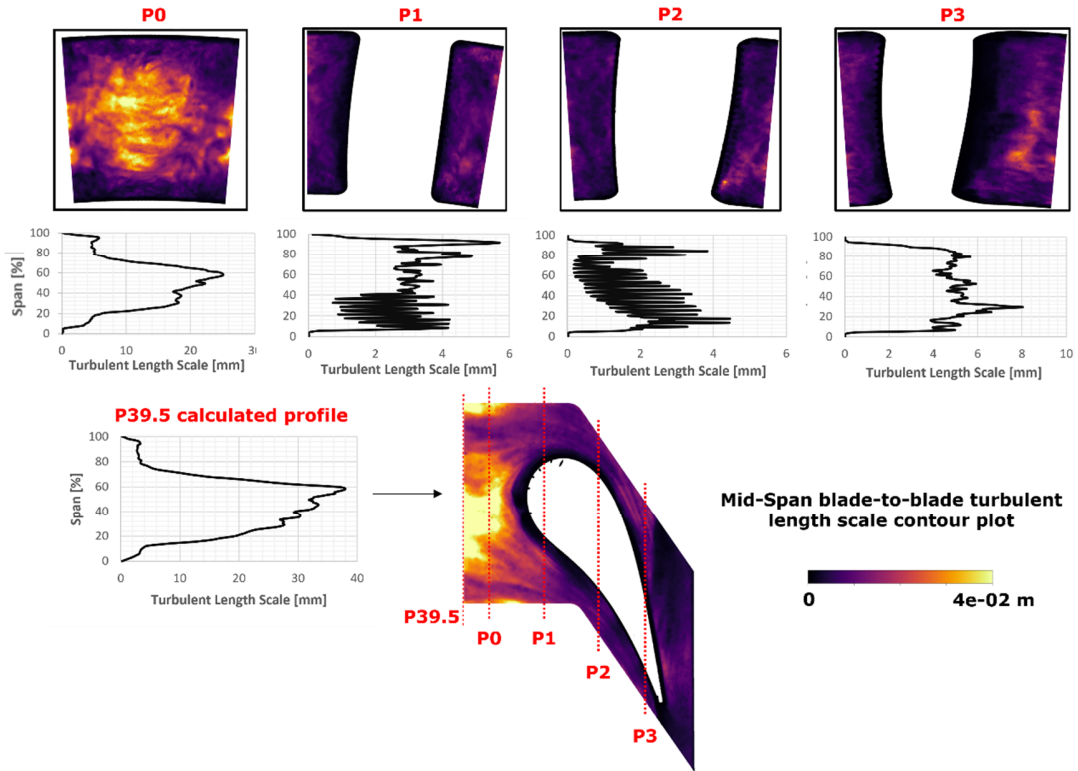 P0
P1
P2
P3
Span [%]
100
80
60
40
20
0
0
10
20
Turbulent Length Scale [mm]
100
80
60
40
20
0
0
2
4
6
Turbulent Length Scale [mm]
100
80
60
40
20
0
0
2
4
6
Turbulent Length Scale [mm]
100
80
60
40
20
0
0
2
4
6
8
10
Turbulent Length Scale [mm]
P39.5 calculated profile
Span [%]
100
80
60
40
20
0
0
10
20
30
40
Turbulent Length Scale [mm]
P39.5
P0
P1
P2
P3
Mid-Span blade-to-blade turbulent
length scale contour plot
0
4e-02 m